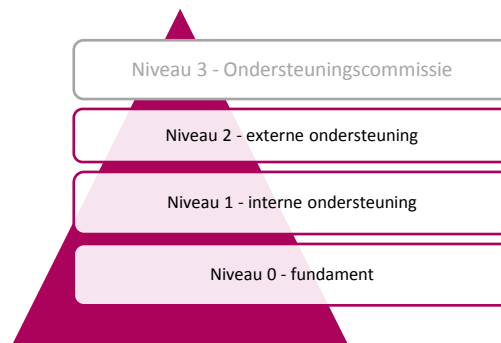 Niveau 3 - Ondersteuningscommissie
Niveau 2 - externe ondersteuning
Niveau 1 - interne ondersteuning
Niveau 0 - fundament